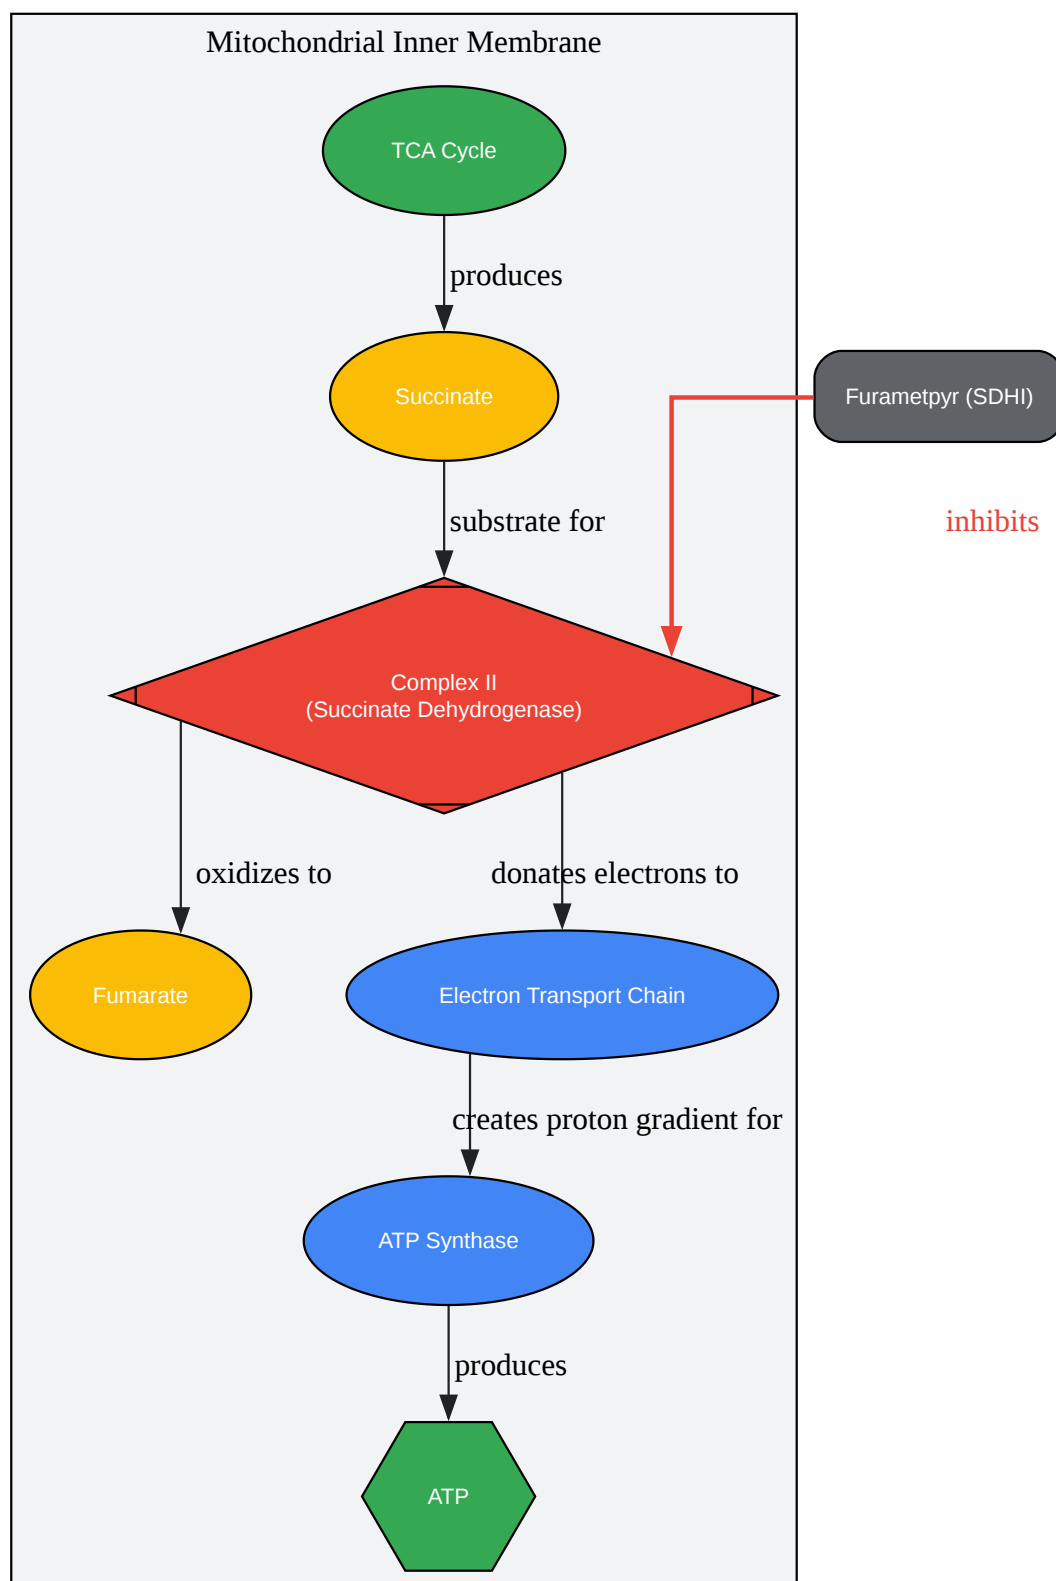 Mitochondrial Inner Membrane
TCA Cycle
produces
Succinate
Furametpyr (SDHI)
substrate for
inhibits
Complex II
(Succinate Dehydrogenase)
oxidizes to
donates electrons to
Fumarate
Electron Transport Chain
creates proton gradient for
ATP Synthase
produces
ATP